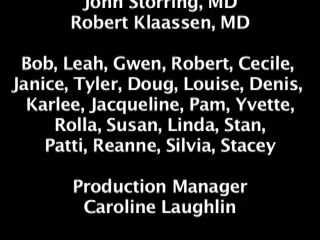 John Storring, MD
Robert Klaassen, MD
Bob, Leah, Gwen, Robert, Cecile,
Janice, Tyler, Doug, Louise, Denis,
Karlee, Jacqueline, Pam, Yvette,
Rolla, Susan, Linda, Stan,
Patti, Reanne, Silvia, Stacey
Production Manager
Caroline Laughlin